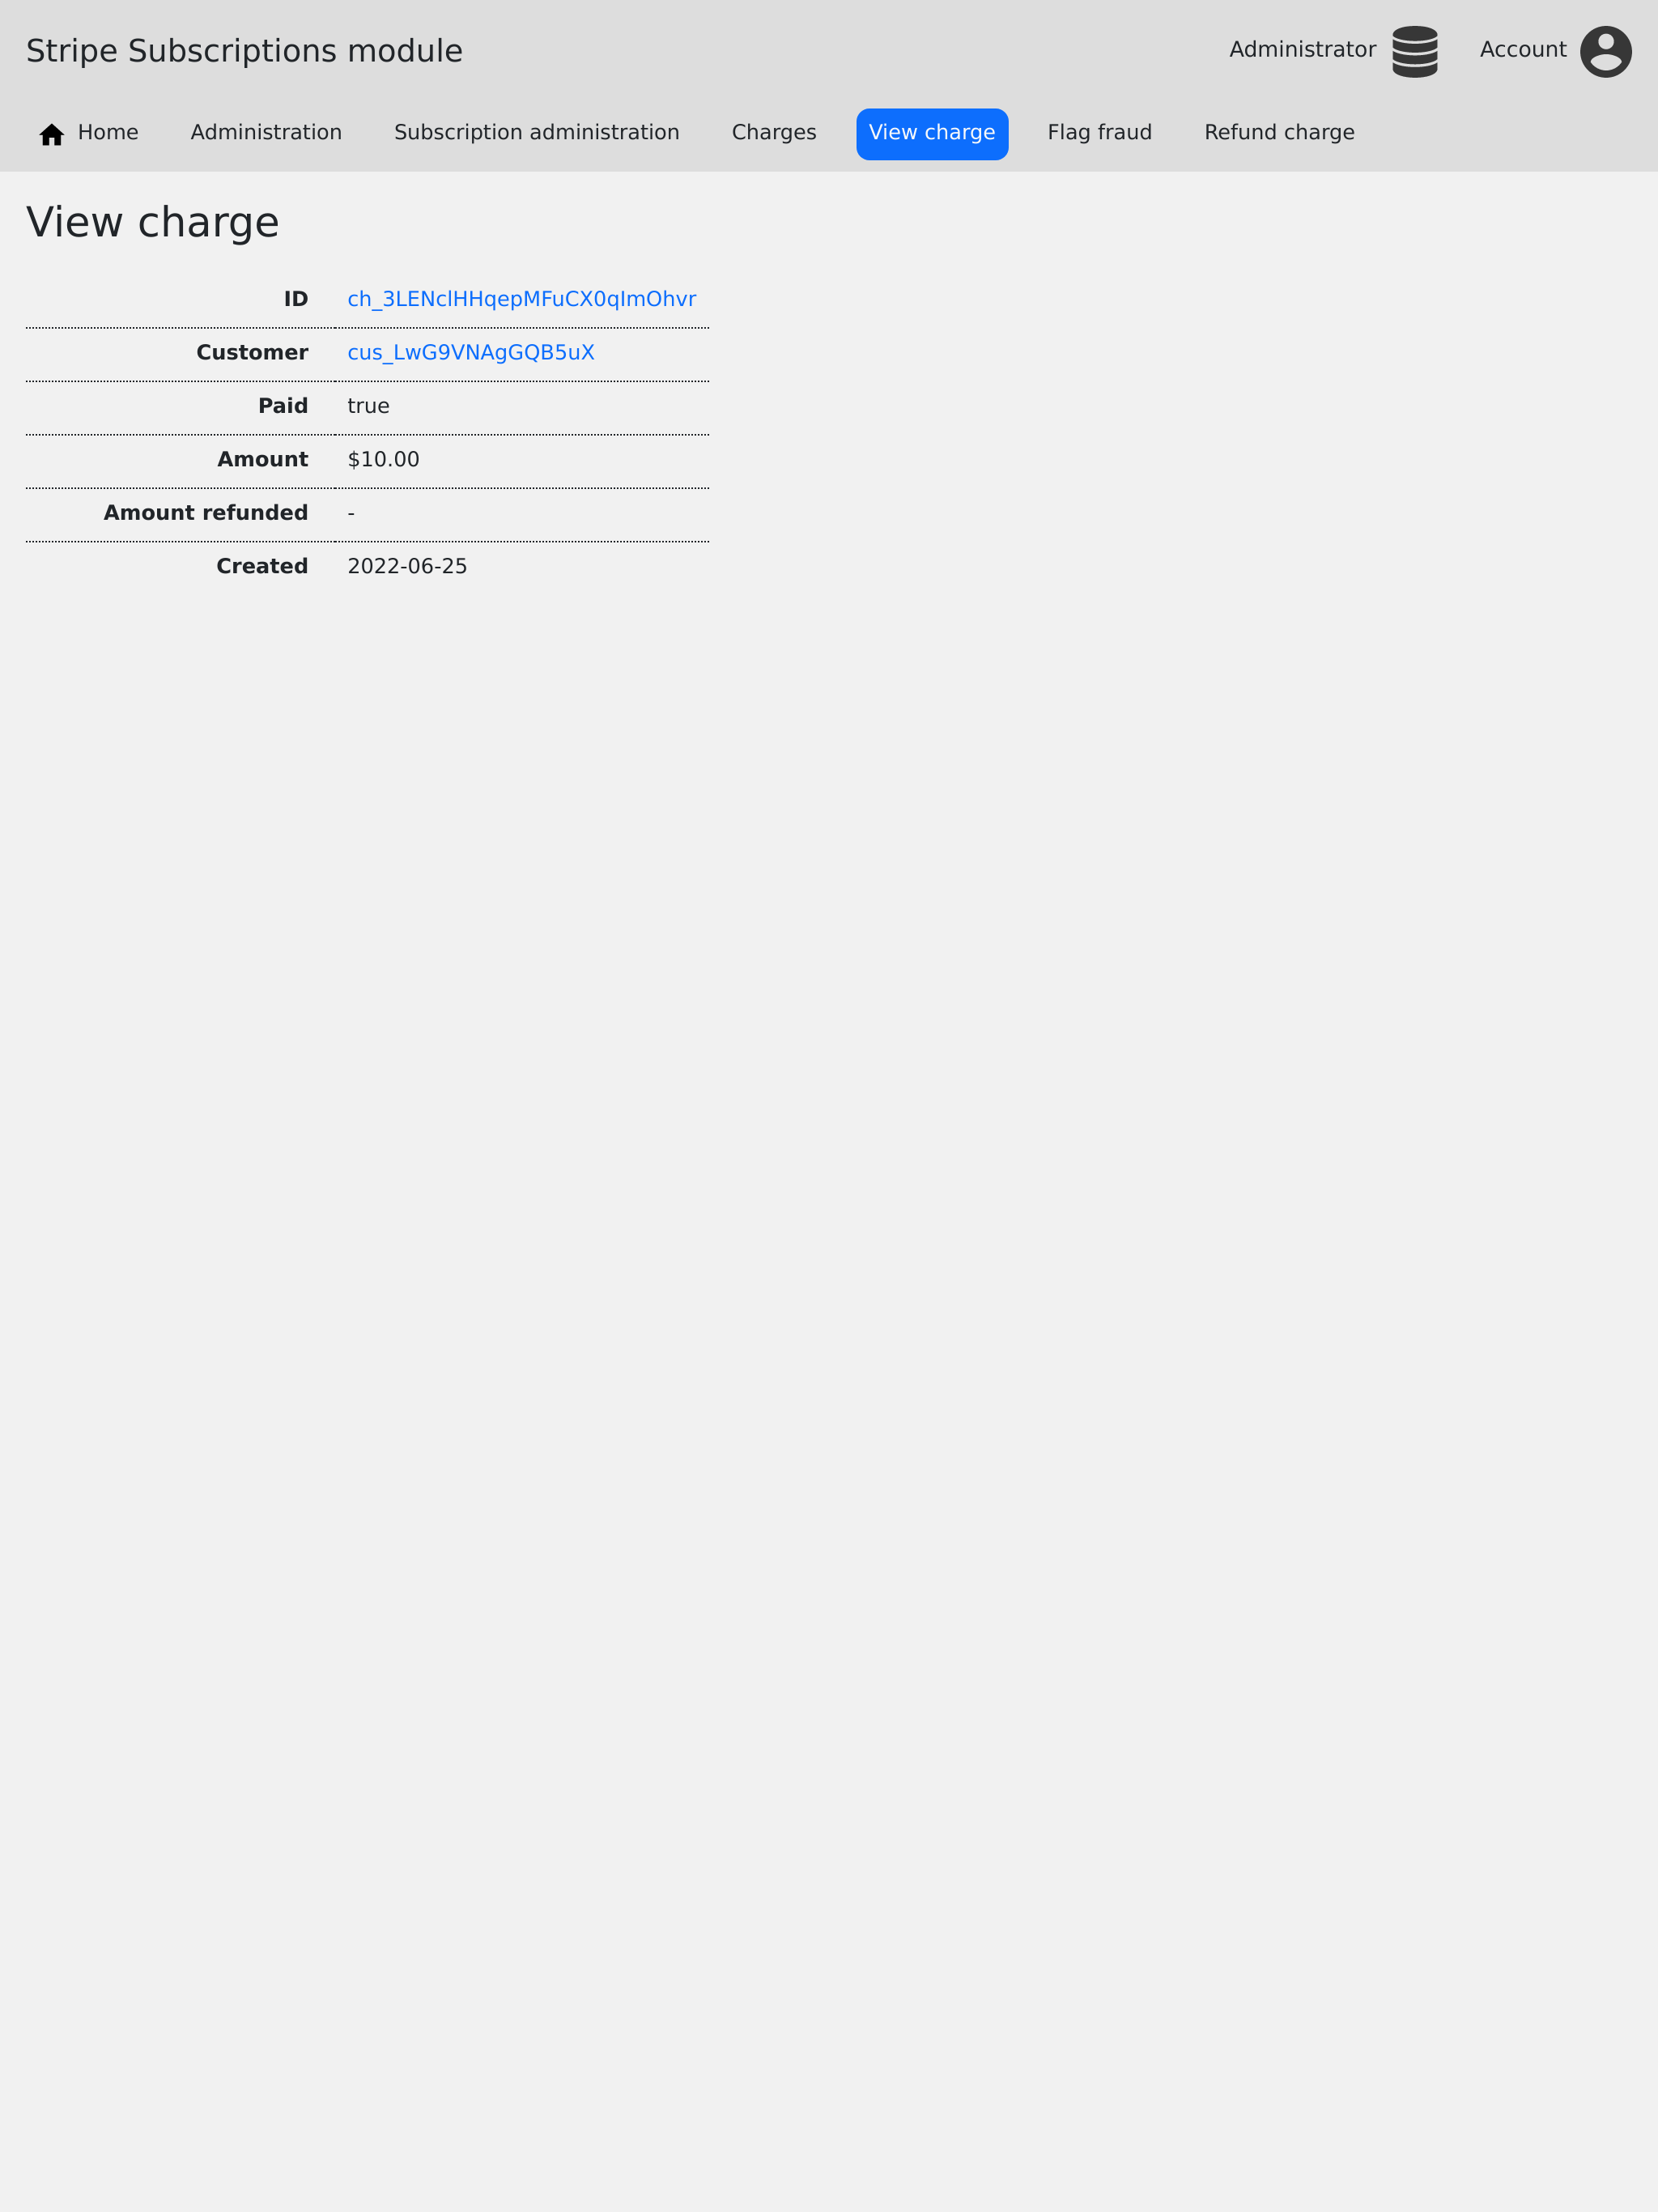 Stripe Subscriptions module
Administrator Account
Home Administration Subscription administration Charges View charge Flag fraud Refund charge
View charge
ID ch_3LENclHHqepMFuCX0qImOhvr
Customer cus_LwG9VNAgGQB5uX
Paid true
Amount $10.00
Amount refunded -
Created 2022-06-25